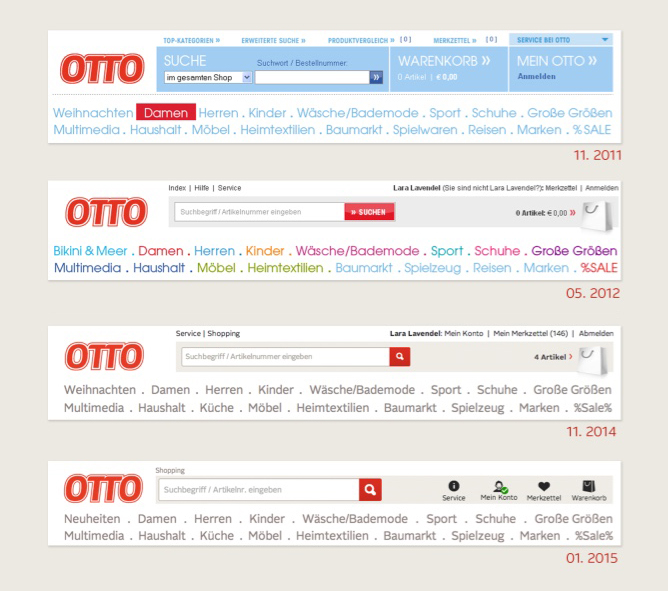 TOP-KATEGORIEN » ERWEITERTE SUCHE » PRODUKTVERGLEICH » [0] MERKZETTEL » [0] SERVICE BEI OTTO
OTTO
SUCHE Suchwort / Bestellnummer: WARENKORB » MEIN OTTO »
im gesamten Shop » 0 Artikel | € 0,00 Anmelden
Weihnachten Damen Herren . Kinder . Wäsche/Bademode . Sport . Schuhe . Große Größen
Multimedia . Haushalt . Möbel . Heimtextilien . Baumarkt . Spielwaren . Reisen . Marken . %SALE
11. 2011
Index | Hilfe | Service Lara Lavendel (Sie sind nicht Lara Lavendel?): Merkzettel | Anmelden
OTTO
Suchbegriff / Artikelnummer eingeben » SUCHEN 0 Artikel: € 0,00 »
Bikini & Meer . Damen . Herren . Kinder . Wäsche/Bademode . Sport . Schuhe . Große Größen
Multimedia . Haushalt . Möbel . Heimtextilien . Baumarkt . Spielzeug . Reisen . Marken . %SALE
05. 2012
Service | Shopping Lara Lavendel: Mein Konto | Mein Merkzettel (146) | Abmelden
OTTO
Suchbegriff / Artikelnummer eingeben 4 Artikel ›
Weihnachten . Damen . Herren . Kinder . Wäsche/Bademode . Sport . Schuhe . Große Größen
Multimedia . Haushalt . Küche . Möbel . Heimtextilien . Baumarkt . Spielzeug . Marken . %Sale%
11. 2014
Shopping
OTTO
Suchbegriff / Artikelnr. eingeben
Service Mein Konto Merkzettel Warenkorb
Neuheiten . Damen . Herren . Kinder . Wäsche/Bademode . Sport . Schuhe . Große Größen
Multimedia . Haushalt . Küche . Möbel . Heimtextilien . Baumarkt . Spielzeug . Marken . %Sale%
01. 2015